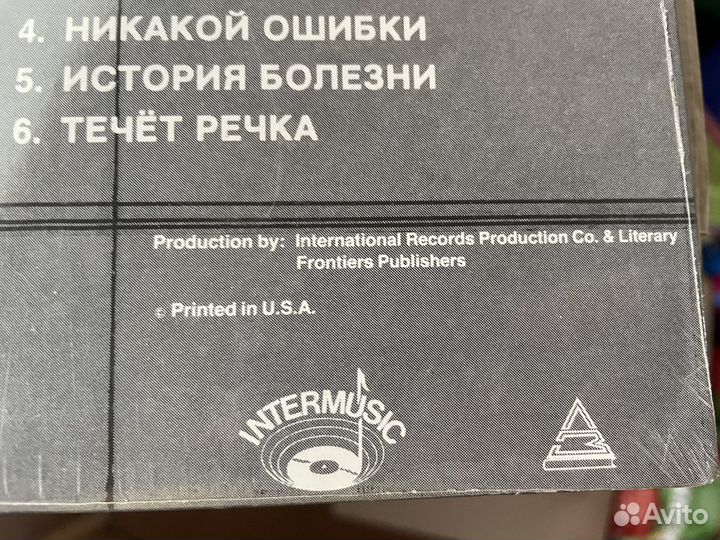 4. НИКАКОЙ ОШИБКИ
5. ИСТОРИЯ БОЛЕЗНИ
6. ТЕЧЁТ РЕЧКА
Production by: International Records Production Co. & Literary
Frontiers Publishers
© Printed in U.S.A.
INTERMUSIC
Avito